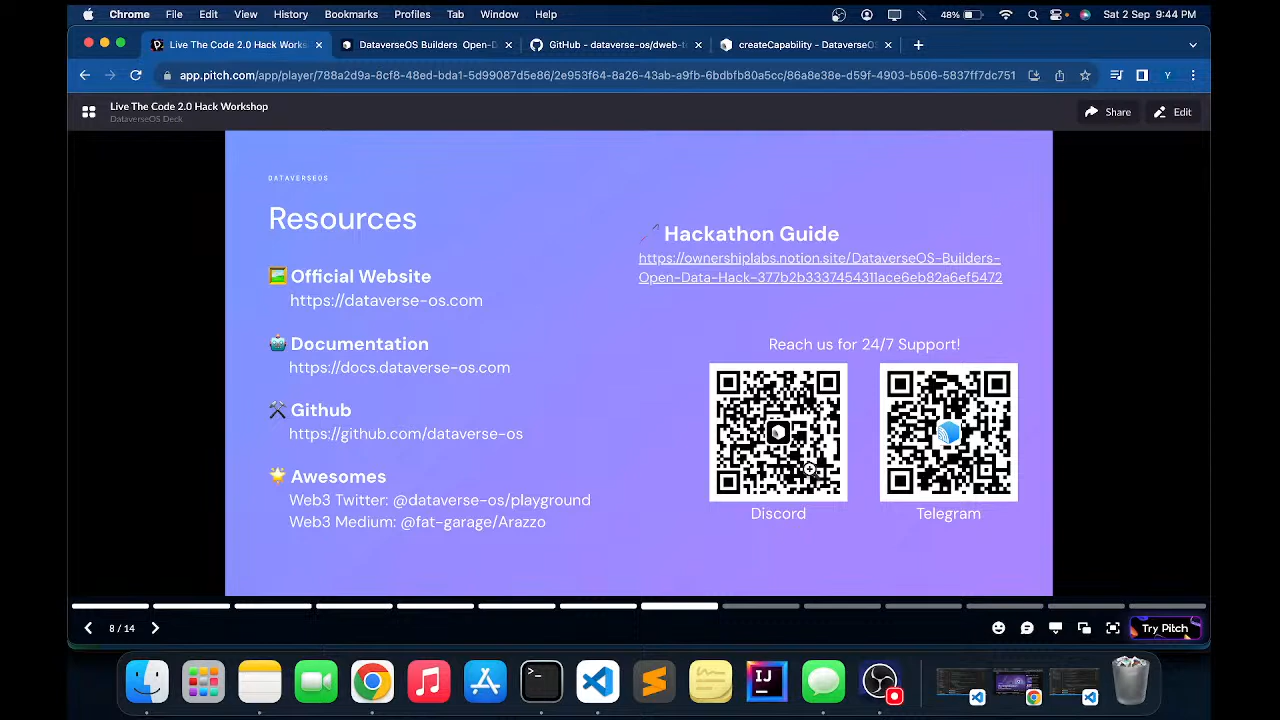 Chrome File Edit View History Bookmarks Profiles Tab Window Help 48% Sat 2 Sep 9:44 PM
Live The Code 2.0 Hack Works DataverseOS Builders Open-D GitHub - dataverse-os/dweb-t createCapability - DataverseOS
app.pitch.com/app/player/788a2d9a-8cf8-48ed-bda1-5d99087d5e86/2e953f64-8a26-43ab-a9fb-6bdbfb80a5cc/86a8e38e-d59f-4903-b506-5837ff7dc751 Y
Live The Code 2.0 Hack Workshop
DataverseOS Deck
Share Edit
DATAVERSEOS
Resources
Official Website
https://dataverse-os.com
Documentation
https://docs.dataverse-os.com
Github
https://github.com/dataverse-os
Awesomes
Web3 Twitter: @dataverse-os/playground
Web3 Medium: @fat-garage/Arazzo
Hackathon Guide
https://ownershiplabs.notion.site/DataverseOS-Builders-
Open-Data-Hack-377b2b3337454311ace6eb82a6ef5472
Reach us for 24/7 Support!
Discord Telegram
8 / 14 Try Pitch
IJ